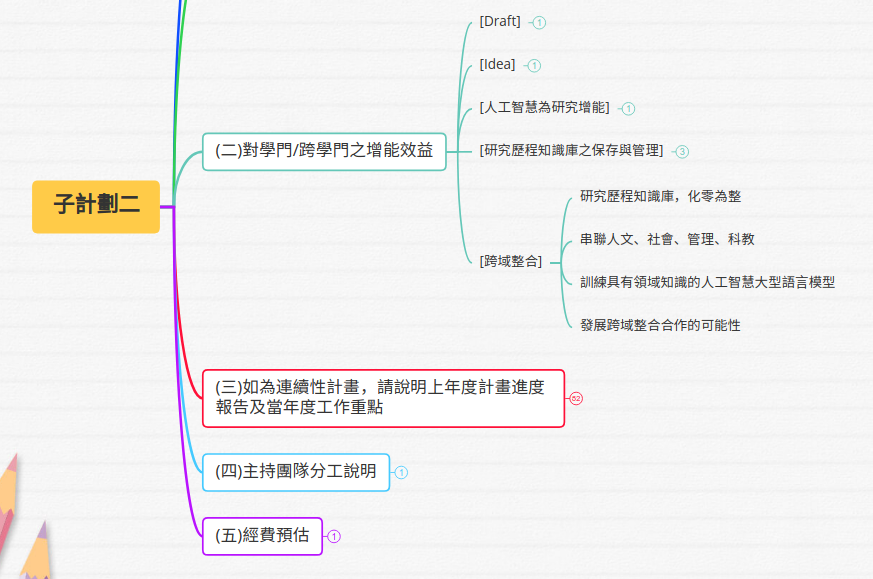 [Draft] 1
[Idea] 1
[人工智慧為研究增能] 1
(二)對學門/跨學門之增能效益
[研究歷程知識庫之保存與管理] 3
子計劃二
研究歷程知識庫，化零為整
串聯人文、社會、管理、科教
[跨域整合]
訓練具有領域知識的人工智慧大型語言模型
發展跨域整合合作的可能性
(三)如為連續性計畫，請說明上年度計畫進度
報告及當年度工作重點
52
(四)主持團隊分工說明 1
(五)經費預估 1